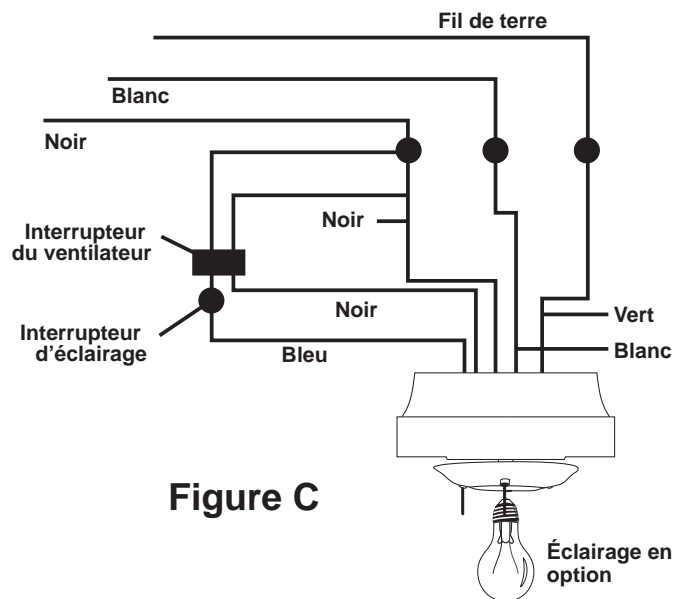 Fil de terre
Blanc
Noir
Noir
Interrupteur
du ventilateur
Noir
Vert
Interrupteur
d’éclairage
Bleu
Blanc
Figure C
Éclairage en
option